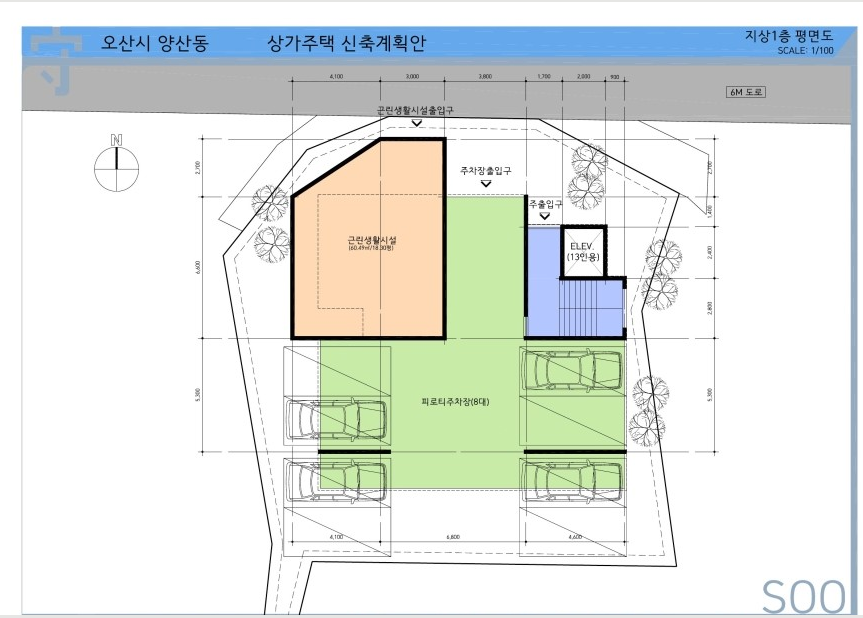 오산시 양산동 상가주택 신축계획안
지상1층 평면도
SCALE: 1/100
4,100 3,000 3,800 1,700 2,000 900
6M 도로
근린생활시설출입구
N
주차장출입구
주출입구
2,700
2,700
1,400
근린생활시설
(60.49㎡/18.30평)
ELEV.
(13인용)
2,400
6,600
2,800
피로티주차장(8대)
5,300
5,300
4,100 6,800 4,600
SOO